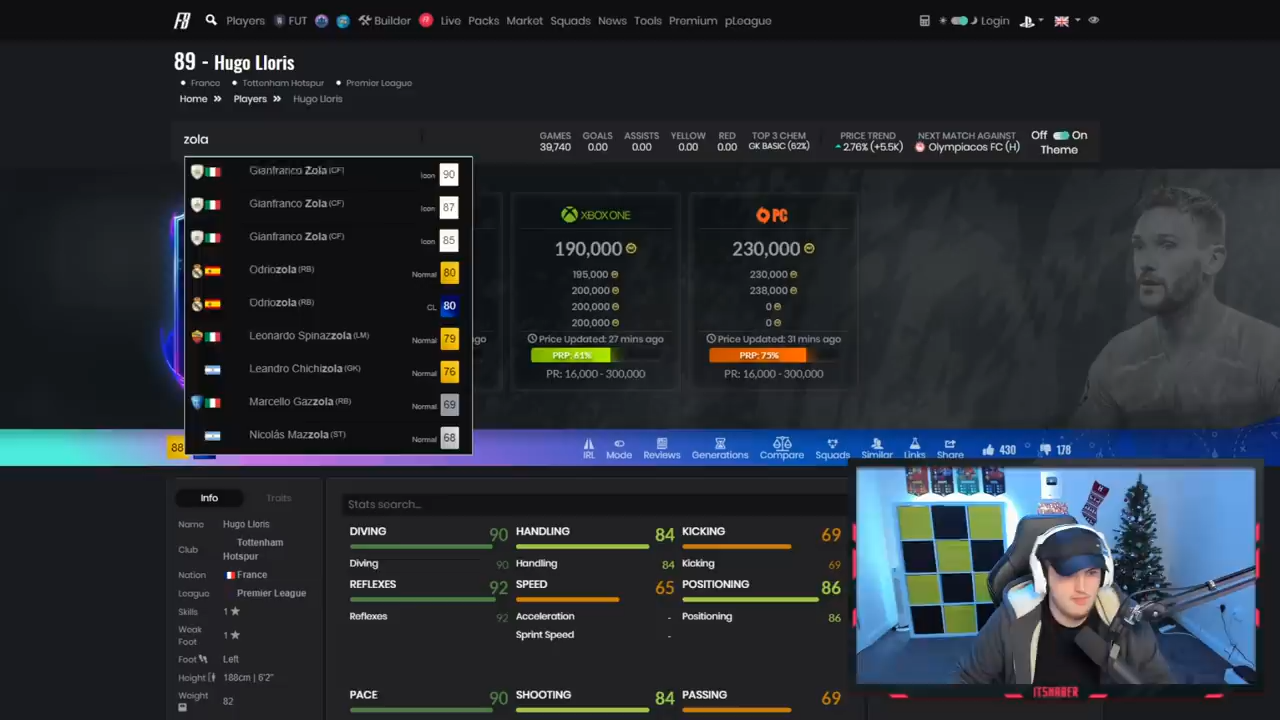 FB Players FUT Builder Live Packs Market Squads News Tools Premium pLeague Login
89 - Hugo Lloris
France Tottenham Hotspur Premier League
Home » Players » Hugo Lloris
zola
GAMES GOALS ASSISTS YELLOW RED TOP 3 CHEM PRICE TREND NEXT MATCH AGAINST Off On
39,740 0.00 0.00 0.00 0.00 GK BASIC (62%) 2.76% (+5.5K) Olympiacos FC (H) Theme
Gianfranco Zola (CF) Icon 90
Gianfranco Zola (CF) Icon 87
Gianfranco Zola (CF) Icon 85
Odriozola (RB) Normal 80
Odriozola (RB) CL 80
Leonardo Spinazzola (LM) Normal 79
Leandro Chichizola (GK) Normal 76
Marcello Gazzola (RB) Normal 69
Nicolás Mazzola (ST) Normal 68
ago
XBOX ONE
190,000
195,000
200,000
200,000
200,000
Price Updated: 27 mins ago
PRP: 61%
PR: 16,000 - 300,000
PC
230,000
230,000
238,000
0
0
Price Updated: 31 mins ago
PRP: 75%
PR: 16,000 - 300,000
88
IRL Mode Reviews Generations Compare Squads Similar Links Share 430 178
Info Traits
Name Hugo Lloris
Club Tottenham Hotspur
Nation France
League Premier League
Skills 1★
Weak Foot 1★
Foot Left
Height 188cm | 6'2"
Weight 82
Stats search...
DIVING 90 HANDLING 84 KICKING 69
Diving 90 Handling 84 Kicking 69
REFLEXES 92 SPEED 65 POSITIONING 86
Reflexes 92 Acceleration - Positioning 86
Sprint Speed -
PACE 90 SHOOTING 84 PASSING 69
ITSHABER